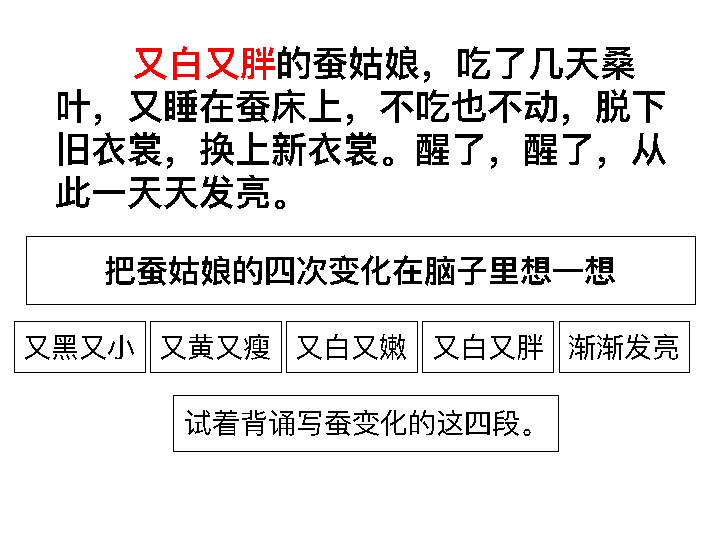 又白又胖的蚕姑娘，吃了几天桑
叶，又睡在蚕床上，不吃也不动，脱下
旧衣裳，换上新衣裳。醒了，醒了，从
此一天天发亮。
把蚕姑娘的四次变化在脑子里想一想
又黑又小 又黄又瘦 又白又嫩 又白又胖 渐渐发亮
试着背诵写蚕变化的这四段。